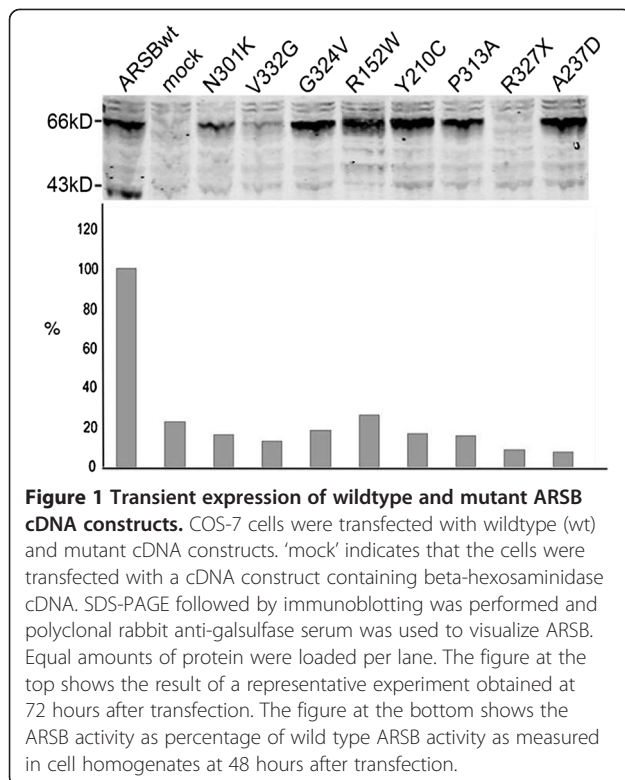 ARSBwt mock N301K V332G G324V R152W Y210C P313A R327X A237D
66kD
43kD
120
100
80
%
60
40
20
0
Figure 1 Transient expression of wildtype and mutant ARSB
cDNA constructs. COS-7 cells were transfected with wildtype (wt)
and mutant cDNA constructs. ‘mock’ indicates that the cells were
transfected with a cDNA construct containing beta-hexosaminidase
cDNA. SDS-PAGE followed by immunoblotting was performed and
polyclonal rabbit anti-galsulfase serum was used to visualize ARSB.
Equal amounts of protein were loaded per lane. The figure at the
top shows the result of a representative experiment obtained at
72 hours after transfection. The figure at the bottom shows the
ARSB activity as percentage of wild type ARSB activity as measured
in cell homogenates at 48 hours after transfection.